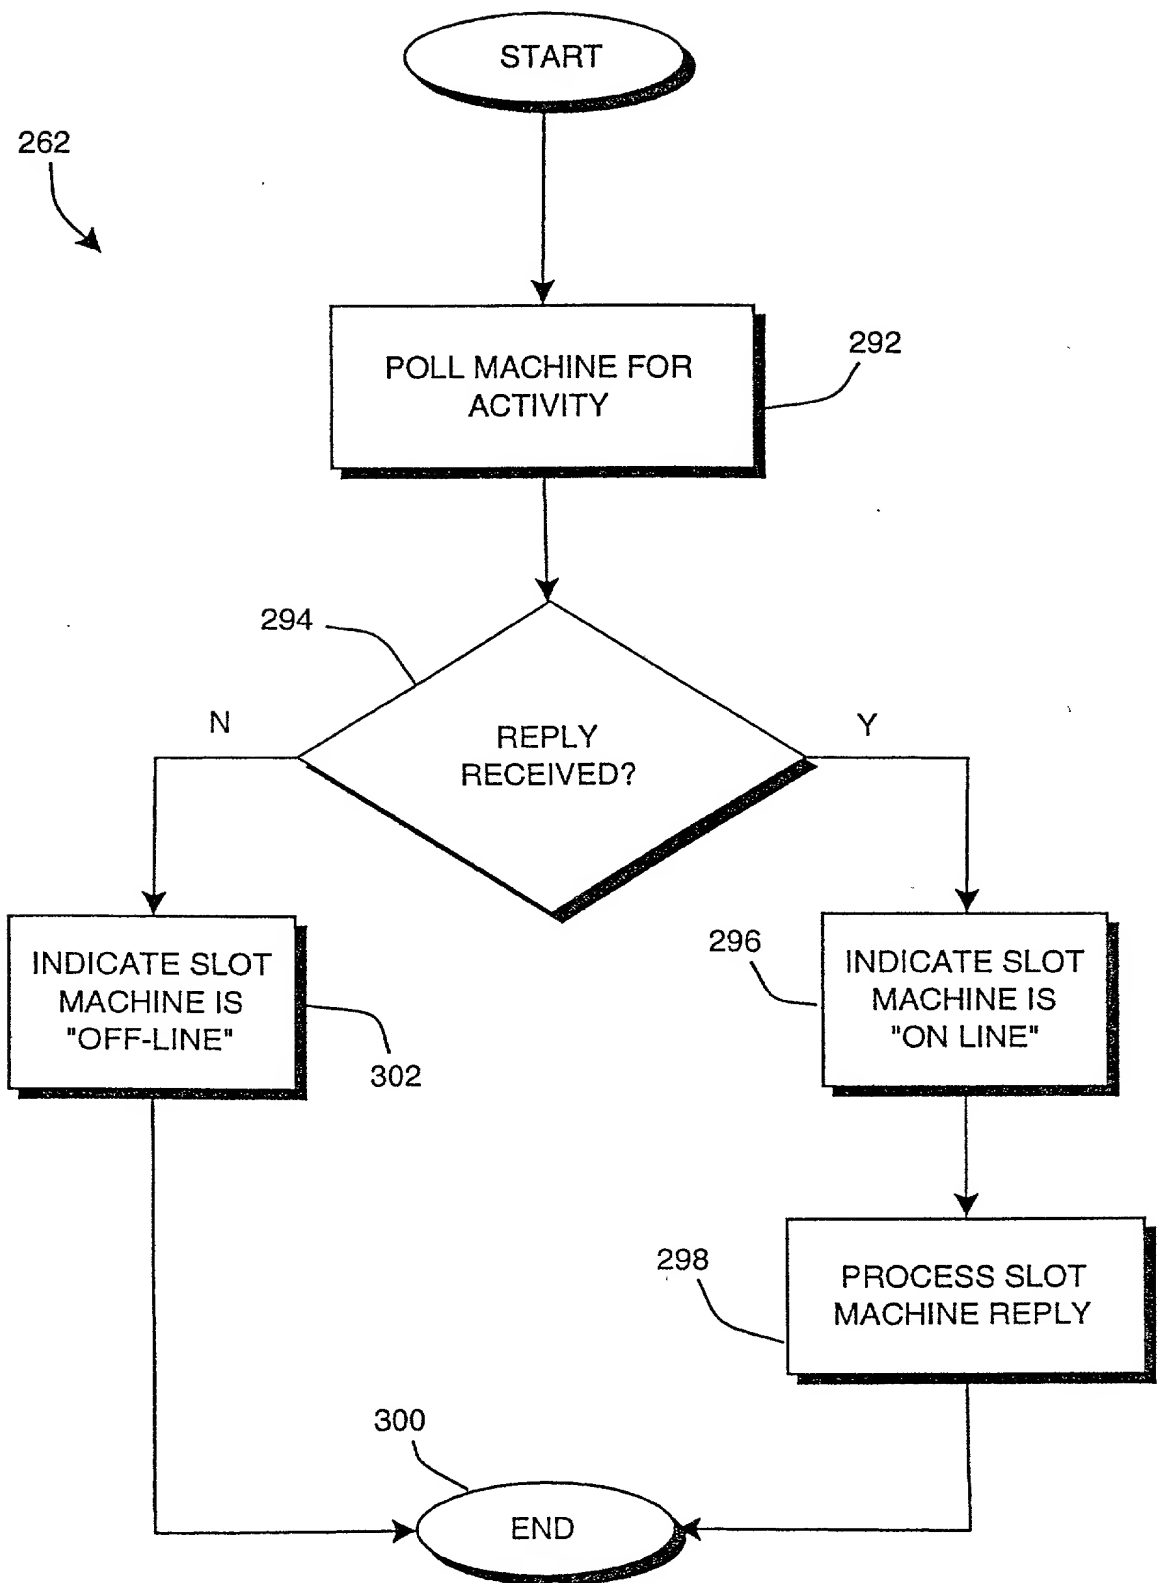 START
262
POLL MACHINE FOR
ACTIVITY
292
294
N
REPLY
RECEIVED?
Y
INDICATE SLOT
MACHINE IS
"OFF-LINE"
302
296
INDICATE SLOT
MACHINE IS
"ON LINE"
298
PROCESS SLOT
MACHINE REPLY
300
END